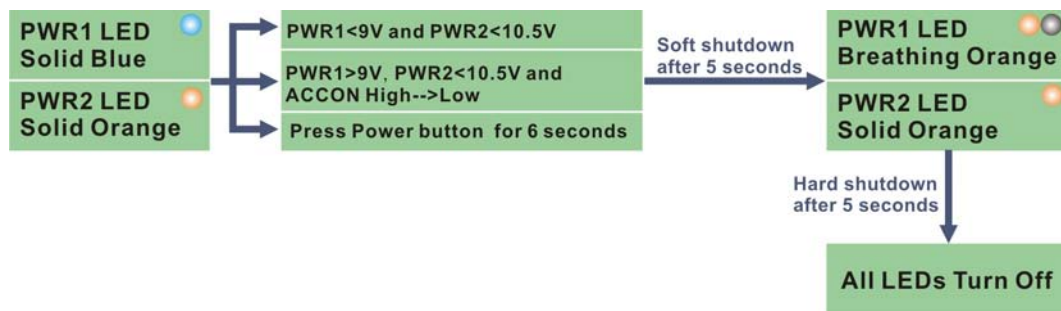 PWR1 LED
Solid Blue
PWR2 LED
Solid Orange
PWR1<9V and PWR2<10.5V
PWR1>9V, PWR2<10.5V and
ACCON High-->Low
Press Power button for 6 seconds
Soft shutdown
after 5 seconds
PWR1 LED
Breathing Orange
PWR2 LED
Solid Orange
Hard shutdown
after 5 seconds
All LEDs Turn Off